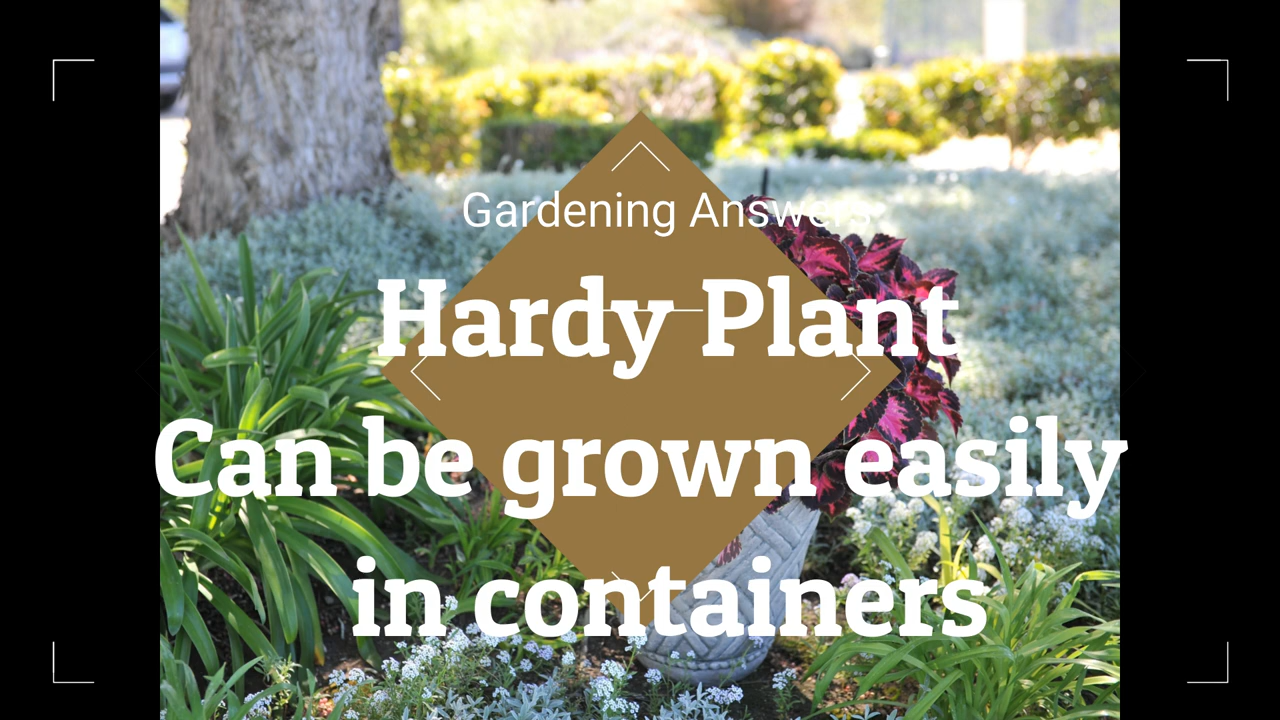 Gardening Answers
Hardy Plant
Can be grown easily
in containers